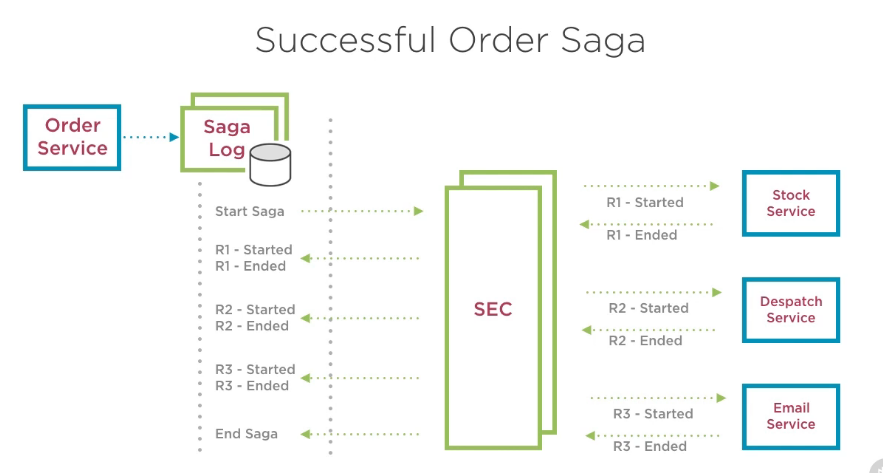 Successful Order Saga
Order
Service
Saga
Log
Start Saga
R1 - Started
R1 - Ended
R2 - Started
R2 - Ended
R3 - Started
R3 - Ended
End Saga
SEC
R1 - Started
R1 - Ended
Stock
Service
R2 - Started
R2 - Ended
Despatch
Service
R3 - Started
R3 - Ended
Email
Service